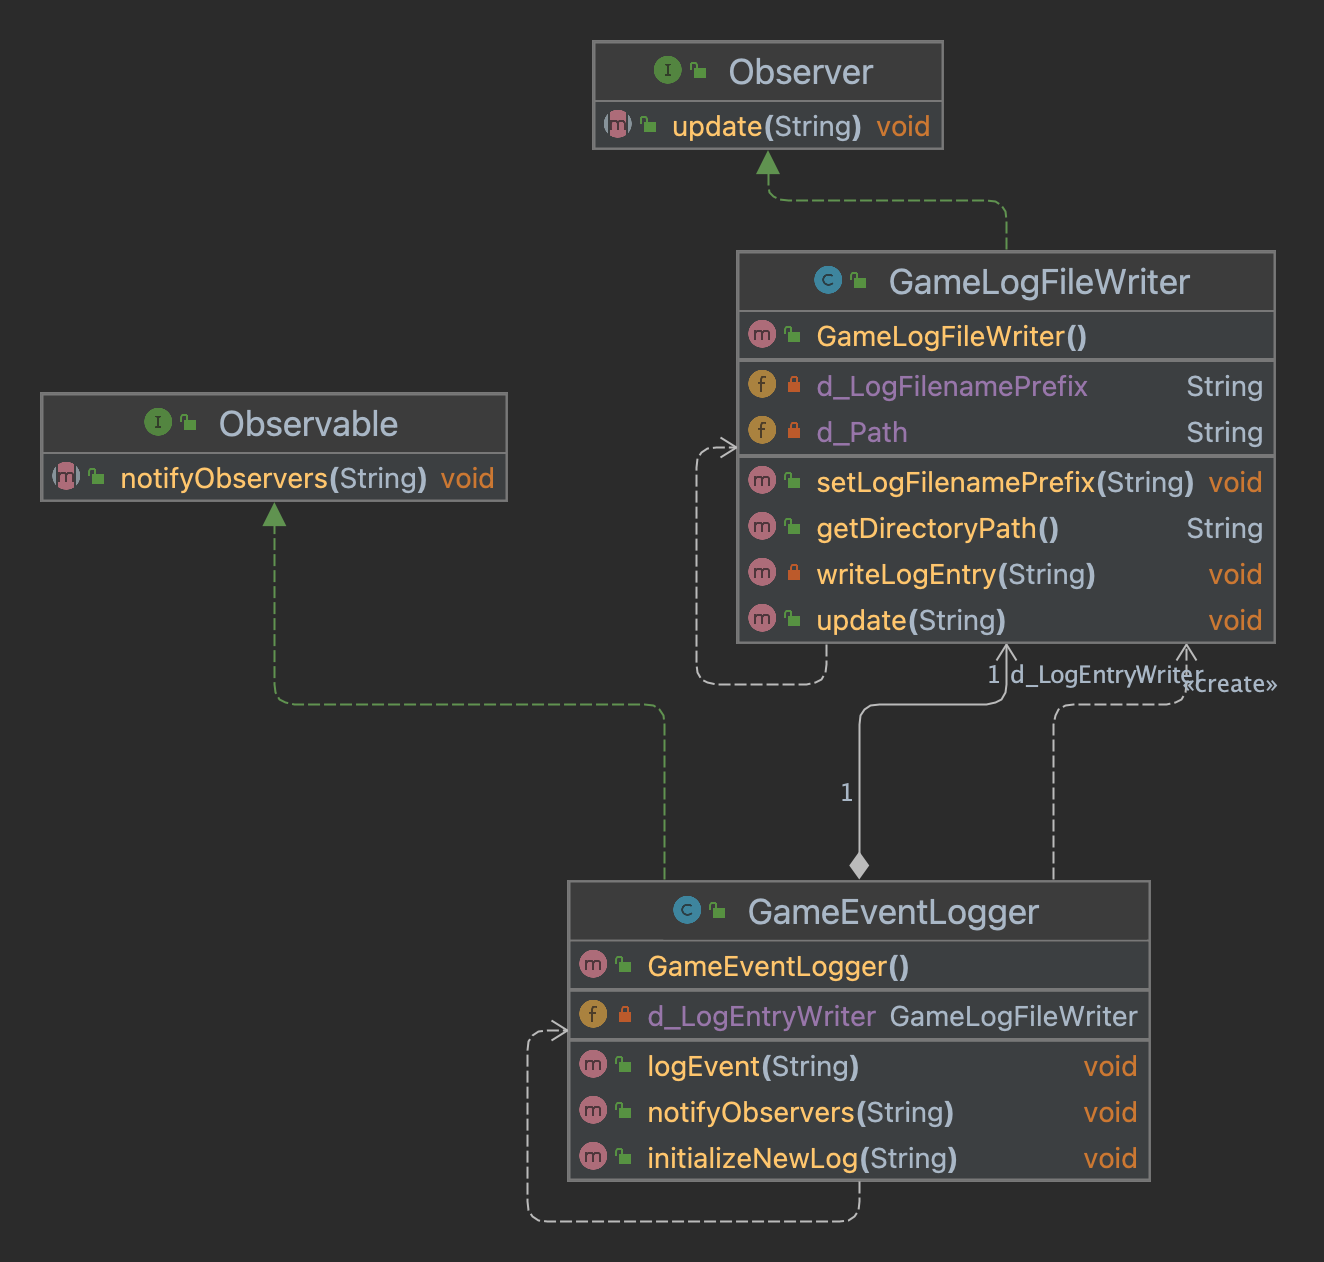 Observer
update(String) void
GameLogFileWriter
GameLogFileWriter()
d_LogFilenamePrefix String
d_Path String
setLogFilenamePrefix(String) void
getDirectoryPath() String
writeLogEntry(String) void
update(String) void
Observable
notifyObservers(String) void
1 d_LogEntryWriter
«create»
1
GameEventLogger
GameEventLogger()
d_LogEntryWriter GameLogFileWriter
logEvent(String) void
notifyObservers(String) void
initializeNewLog(String) void